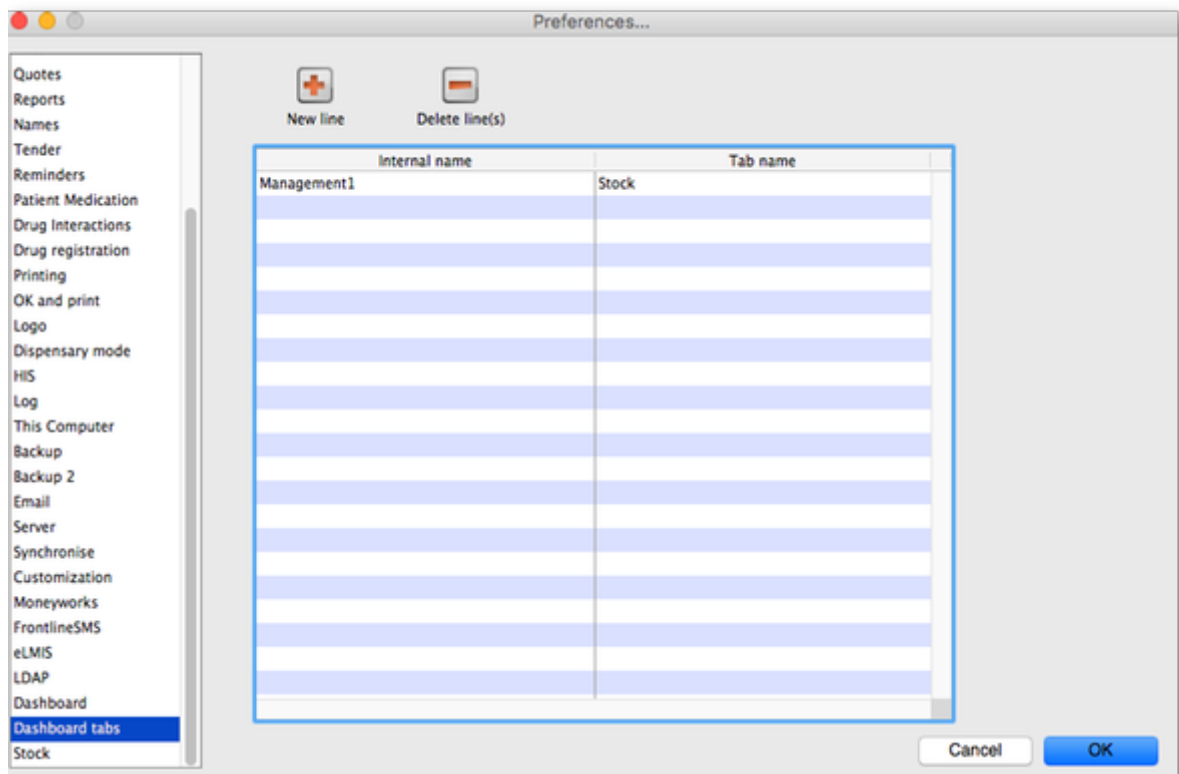 Preferences...
Quotes
Reports
Names
Tender
Reminders
Patient Medication
Drug Interactions
Drug registration
Printing
OK and print
Logo
Dispensary mode
HIS
Log
This Computer
Backup
Backup 2
Email
Server
Synchronise
Customization
Moneyworks
FrontlineSMS
eLMIS
LDAP
Dashboard
Dashboard tabs
Stock
New line Delete line(s)
Internal name Tab name
Management1 Stock
Cancel OK